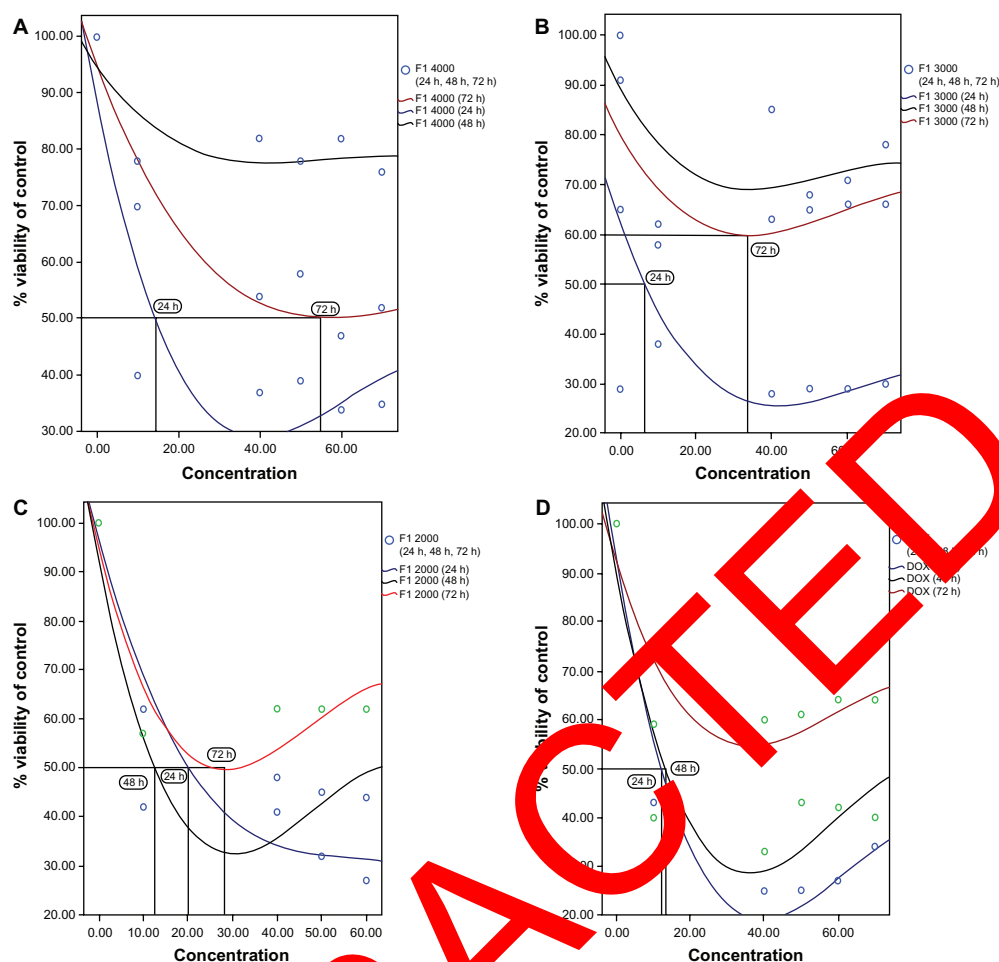 A
100.00
90.00
80.00
70.00
60.00
50.00
40.00
30.00
% viability of control
0.00 20.00 40.00 60.00
Concentration
24 h
72 h
F1 4000
(24 h, 48 h, 72 h)
F1 4000 (72 h)
F1 4000 (24 h)
F1 4000 (48 h)
B
100.00
90.00
80.00
70.00
60.00
50.00
40.00
30.00
20.00
% viability of control
0.00 20.00 40.00
Concentration
24 h
72 h
F1 3000
(24 h, 48 h, 72 h)
F1 3000 (24 h)
F1 3000 (48 h)
F1 3000 (72 h)
C
100.00
90.00
80.00
70.00
60.00
50.00
40.00
30.00
20.00
% viability of control
0.00 10.00 20.00 30.00 40.00 50.00 60.00
Concentration
48 h
24 h
72 h
F1 2000
(24 h, 48 h, 72 h)
F1 2000 (24 h)
F1 2000 (48 h)
F1 2000 (72 h)
D
100.00
90.00
80.00
70.00
60.00
50.00
40.00
30.00
20.00
% viability of control
0.00 20.00 40.00 60.00
Concentration
24 h
48 h
DOX
DOX
DOX (72 h)
ACTED